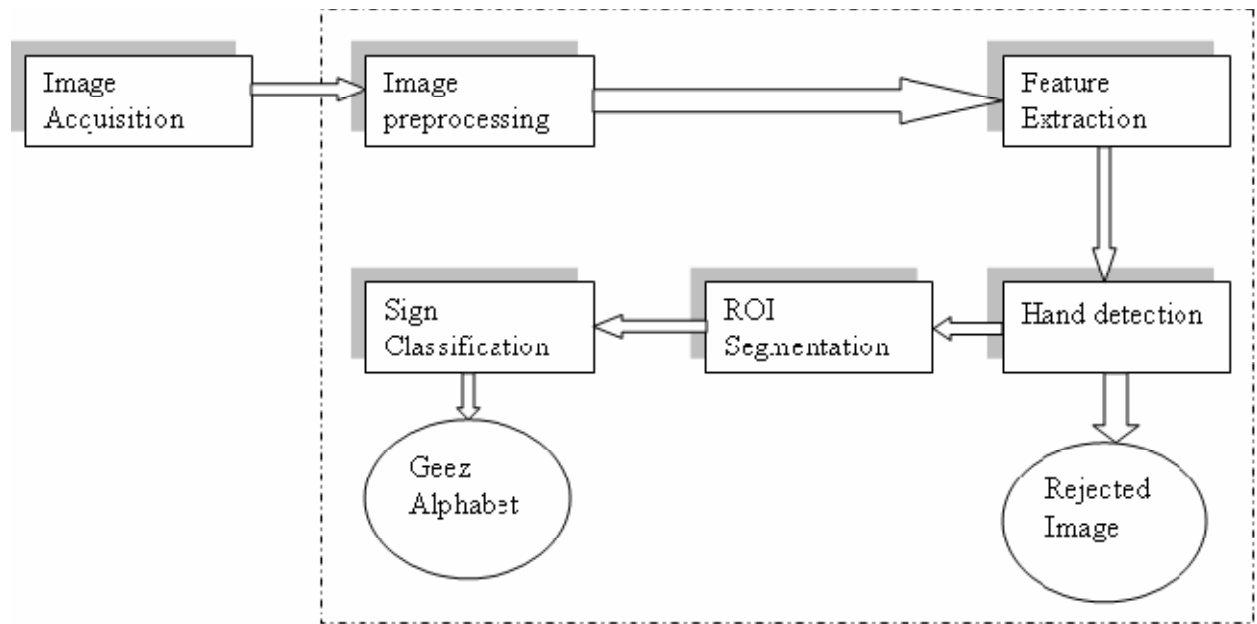 Image
Acquisition
Image
preprocessing
Feature
Extraction
Hand detection
ROI
Segmentation
Sign
Classification
Geez
Alphabet
Rejected
Image